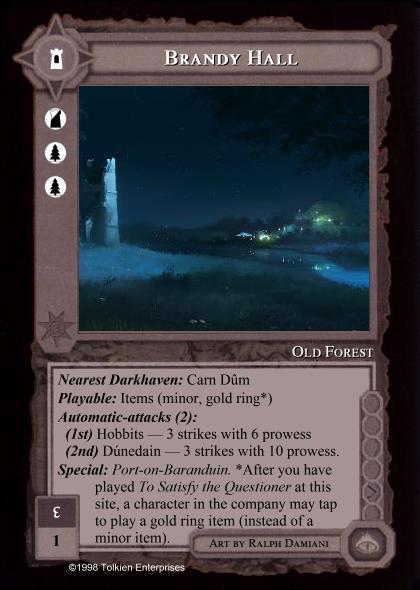 BRANDY HALL
OLD FOREST
Nearest Darkhaven: Carn Dûm
Playable: Items (minor, gold ring*)
Automatic-attacks (2):
(1st) Hobbits — 3 strikes with 6 prowess
(2nd) Dúnedain — 3 strikes with 10 prowess.
Special: Port-on-Baranduin. *After you have
played To Satisfy the Questioner at this
site, a character in the company may tap
to play a gold ring item (instead of a
minor item).
ε
1
ART BY RALPH DAMIANI
©1998 Tolkien Enterprises